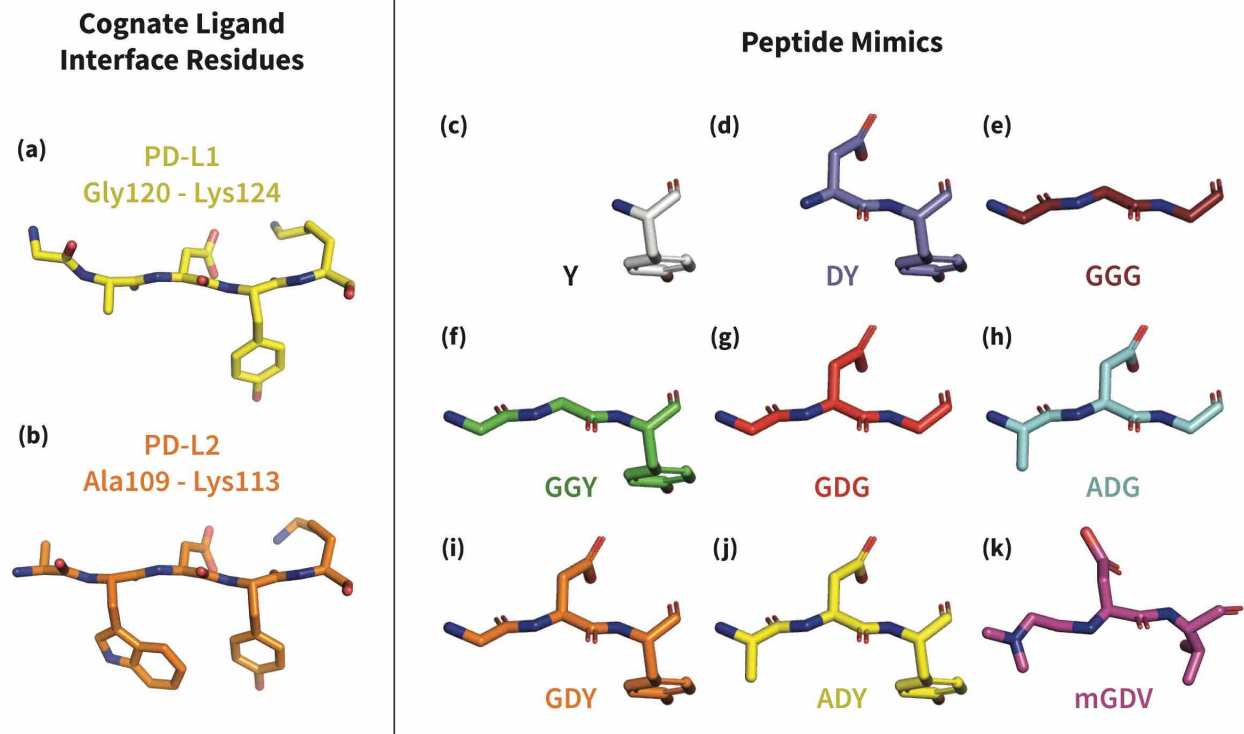 Cognate Ligand
Interface Residues
Peptide Mimics
(a)
PD-L1
Gly120 - Lys124
(b)
PD-L2
Ala109 - Lys113
(c)
Y
(d)
DY
(e)
GGG
(f)
GGY
(g)
GDG
(h)
ADG
(i)
GDY
(j)
ADY
(k)
mGDV